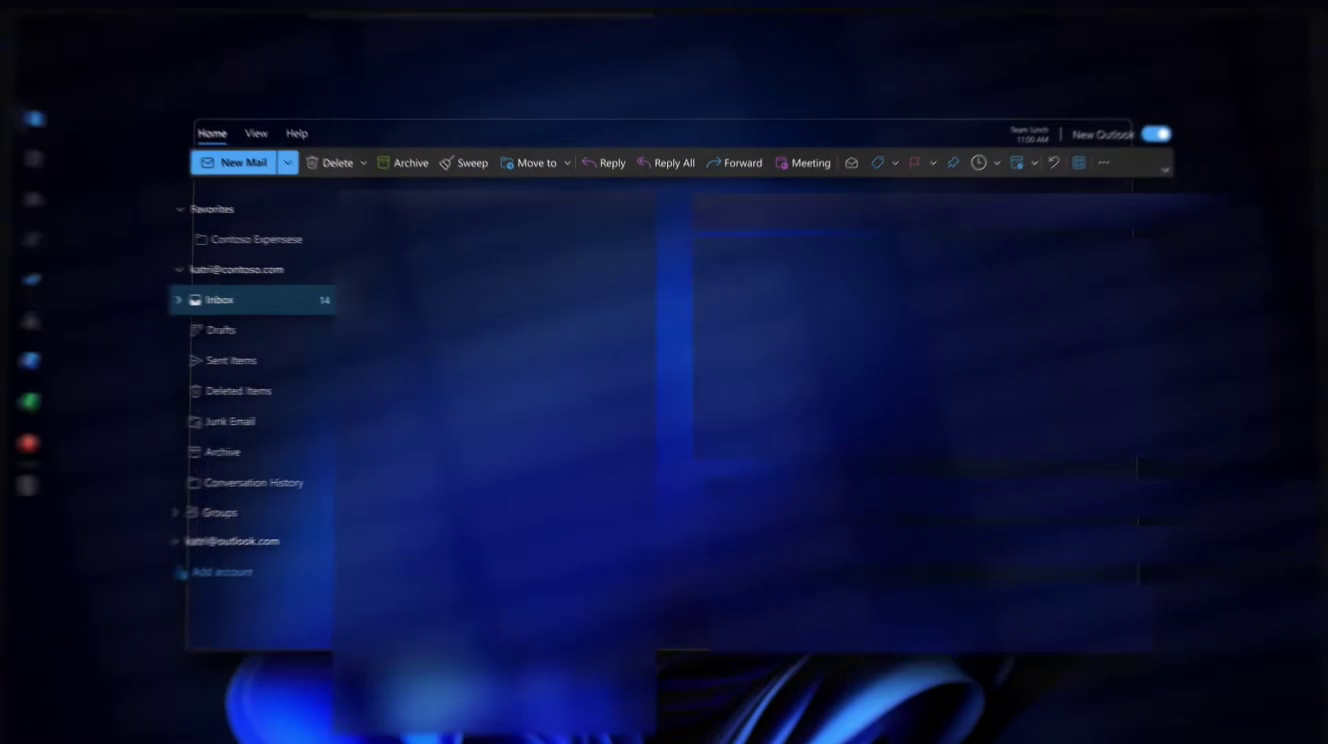 Home View Help
Team lunch
11:00 AM
New Outlook
New Mail Delete Archive Sweep Move to Reply Reply All Forward Meeting
Favorites
Contoso Expensese
katri@contoso.com
Inbox 14
Drafts
Sent Items
Deleted Items
Junk Email
Archive
Conversation History
Groups
katri@outlook.com
Add account